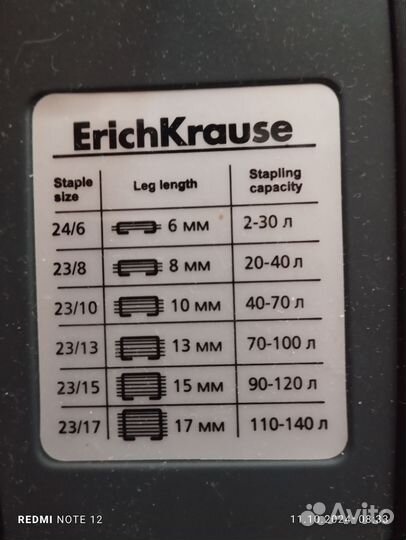 ErichKrause
Staple size Leg length Stapling capacity
24/6 6 мм 2-30 л
23/8 8 мм 20-40 л
23/10 10 мм 40-70 л
23/13 13 мм 70-100 л
23/15 15 мм 90-120 л
23/17 17 мм 110-140 л
REDMI NOTE 12 11.10.2024 08:33
Avito